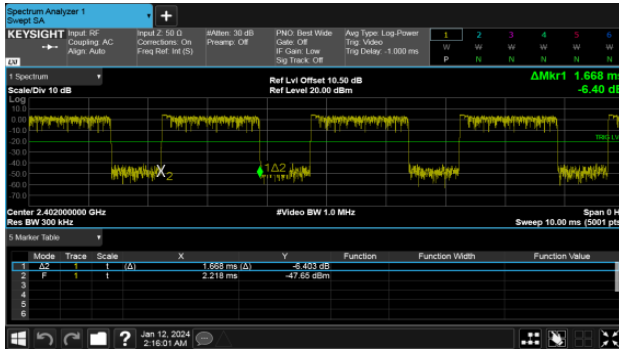 Spectrum Analyzer 1
Swept SA
+
KEYSIGHT Input: RF Input Z: 50 Ω #Atten: 30 dB PNO: Best Wide Avg Type: Log-Power 1 2 3 4 5 6
Coupling: AC Corrections: On Preamp: Off Gate: Off Trig: Video W W W W W W
Align: Auto Freq Ref: Int (S) IF Gain: Low Trig Delay: -1.000 ms P N N N N N
Sig Track: Off
LXI
1 Spectrum ΔMkr1 1.668 ms
Ref Lvl Offset 10.50 dB
Scale/Div 10 dB Ref Level 20.00 dBm -6.40 dB
Log
10.0
0.00
-10.0
-20.0 TRIG LV
-30.0
-40.0
-50.0 X2 1Δ2
-60.0
-70.0
Center 2.402000000 GHz #Video BW 1.0 MHz Span 0 H
Res BW 300 kHz Sweep 10.00 ms (5001 pts
5 Marker Table
Mode Trace Scale X Y Function Function Width Function Value
1 Δ2 1 t (Δ) 1.668 ms (Δ) -6.403 dB
2 F 1 t 2.218 ms -47.65 dBm
3
4
5
6
? Jan 12, 2024
2:16:01 AM